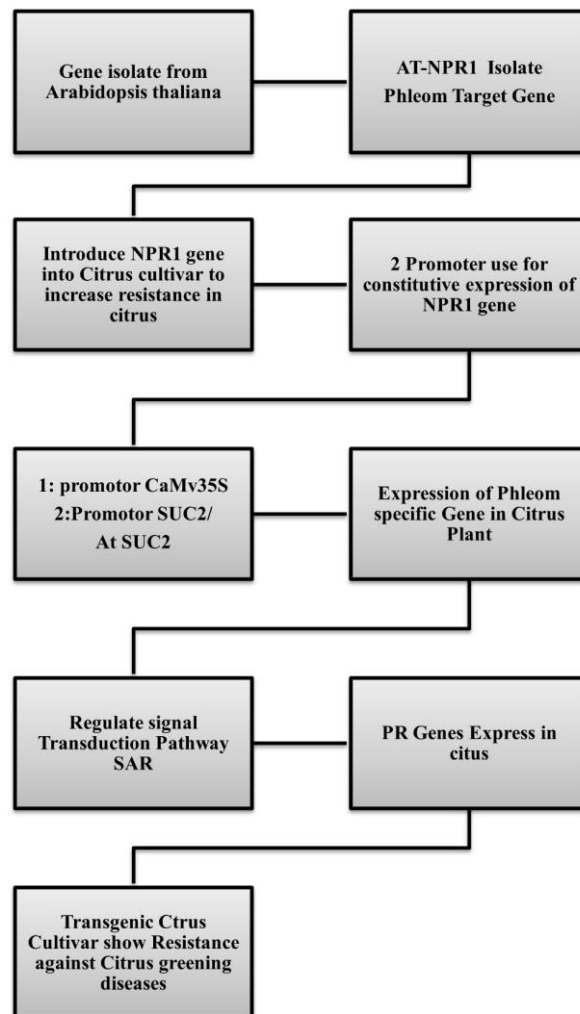 Gene isolate from
Arabidopsis thaliana
AT-NPR1 Isolate
Phleom Target Gene
Introduce NPR1 gene
into Citrus cultivar to
increase resistance in
citrus
2 Promoter use for
constitutive expression of
NPR1 gene
1: promotor CaMv35S
2:Promotor SUC2/
At SUC2
Expression of Phleom
specific Gene in Citrus
Plant
Regulate signal
Transduction Pathway
SAR
PR Genes Express in
citus
Transgenic Ctrus
Cultivar show Resistance
against Citrus greening
diseases